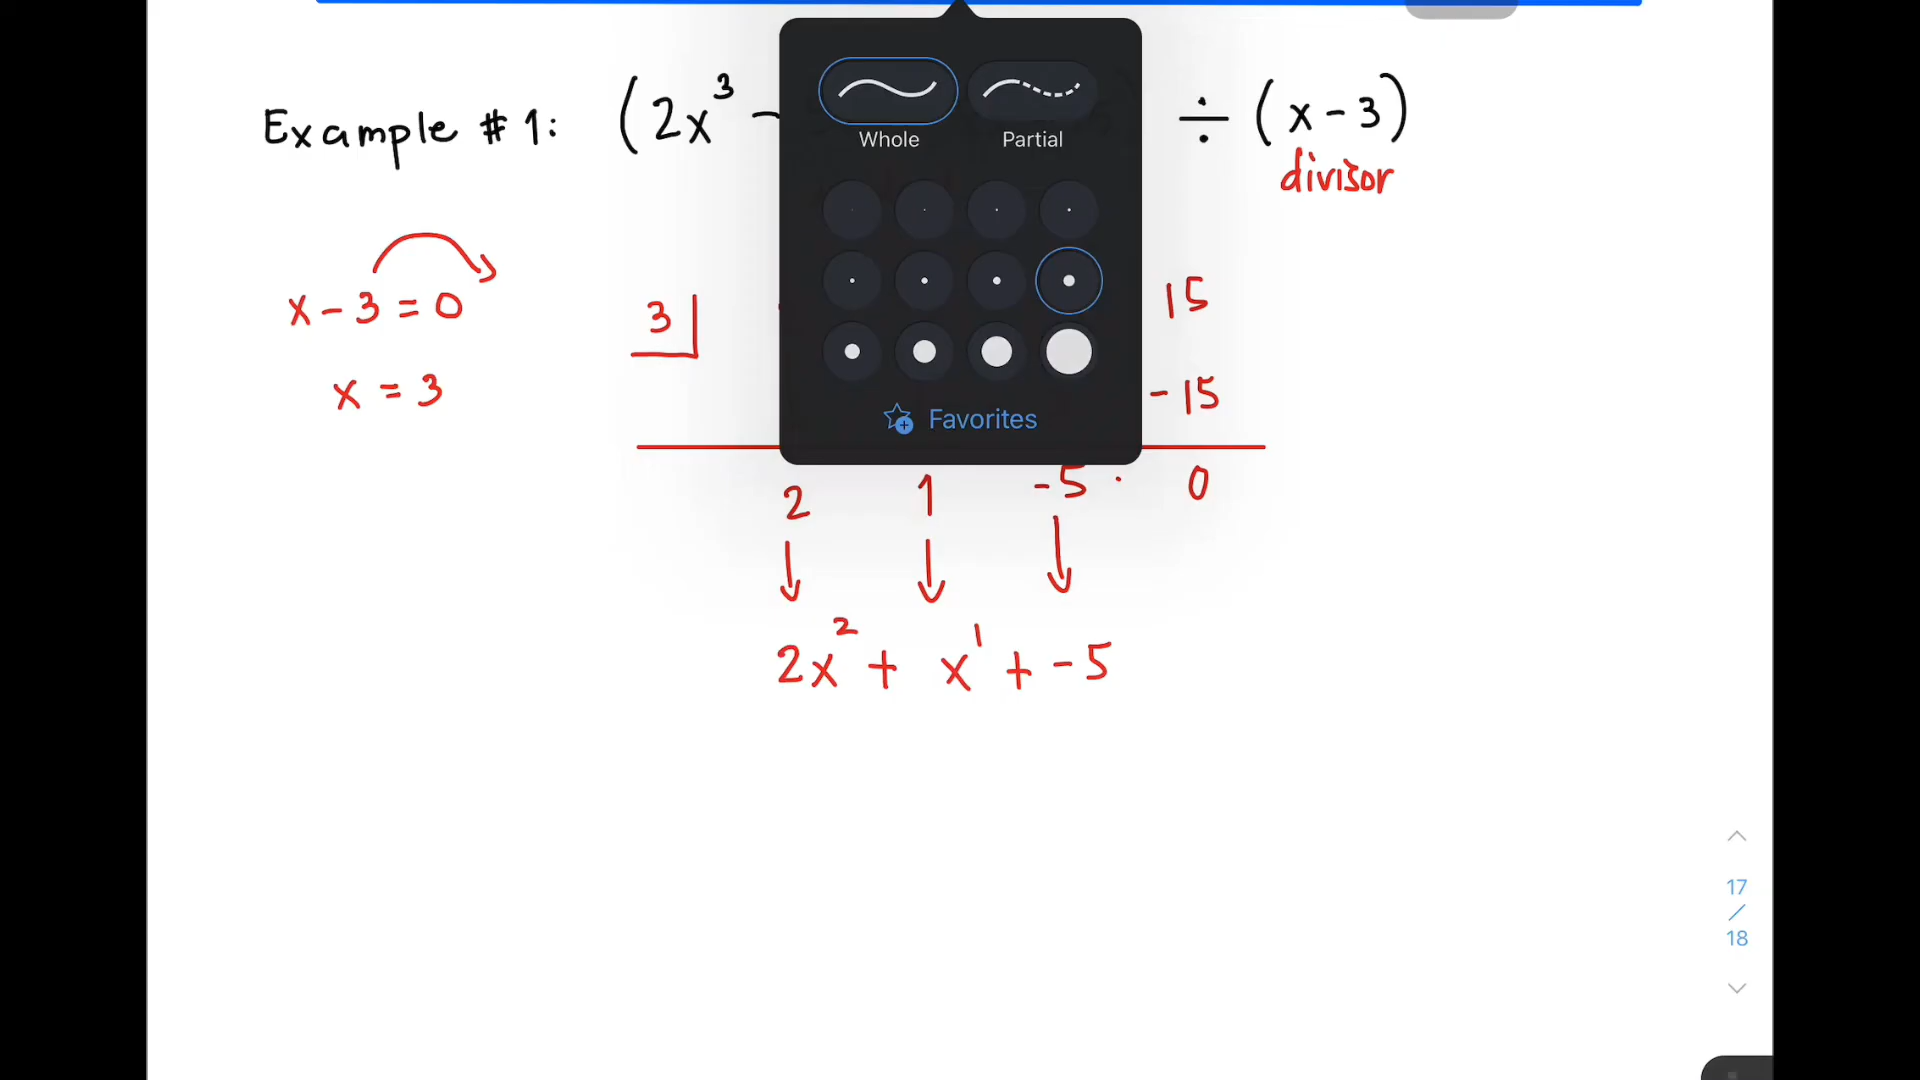 Example #1: (2x³ - ÷ (x - 3)
divisor
Whole Partial
x - 3 = 0
3 15
x = 3
- 15
Favorites
2 1 -5 0
2x² + x¹ + -5
17
/
18